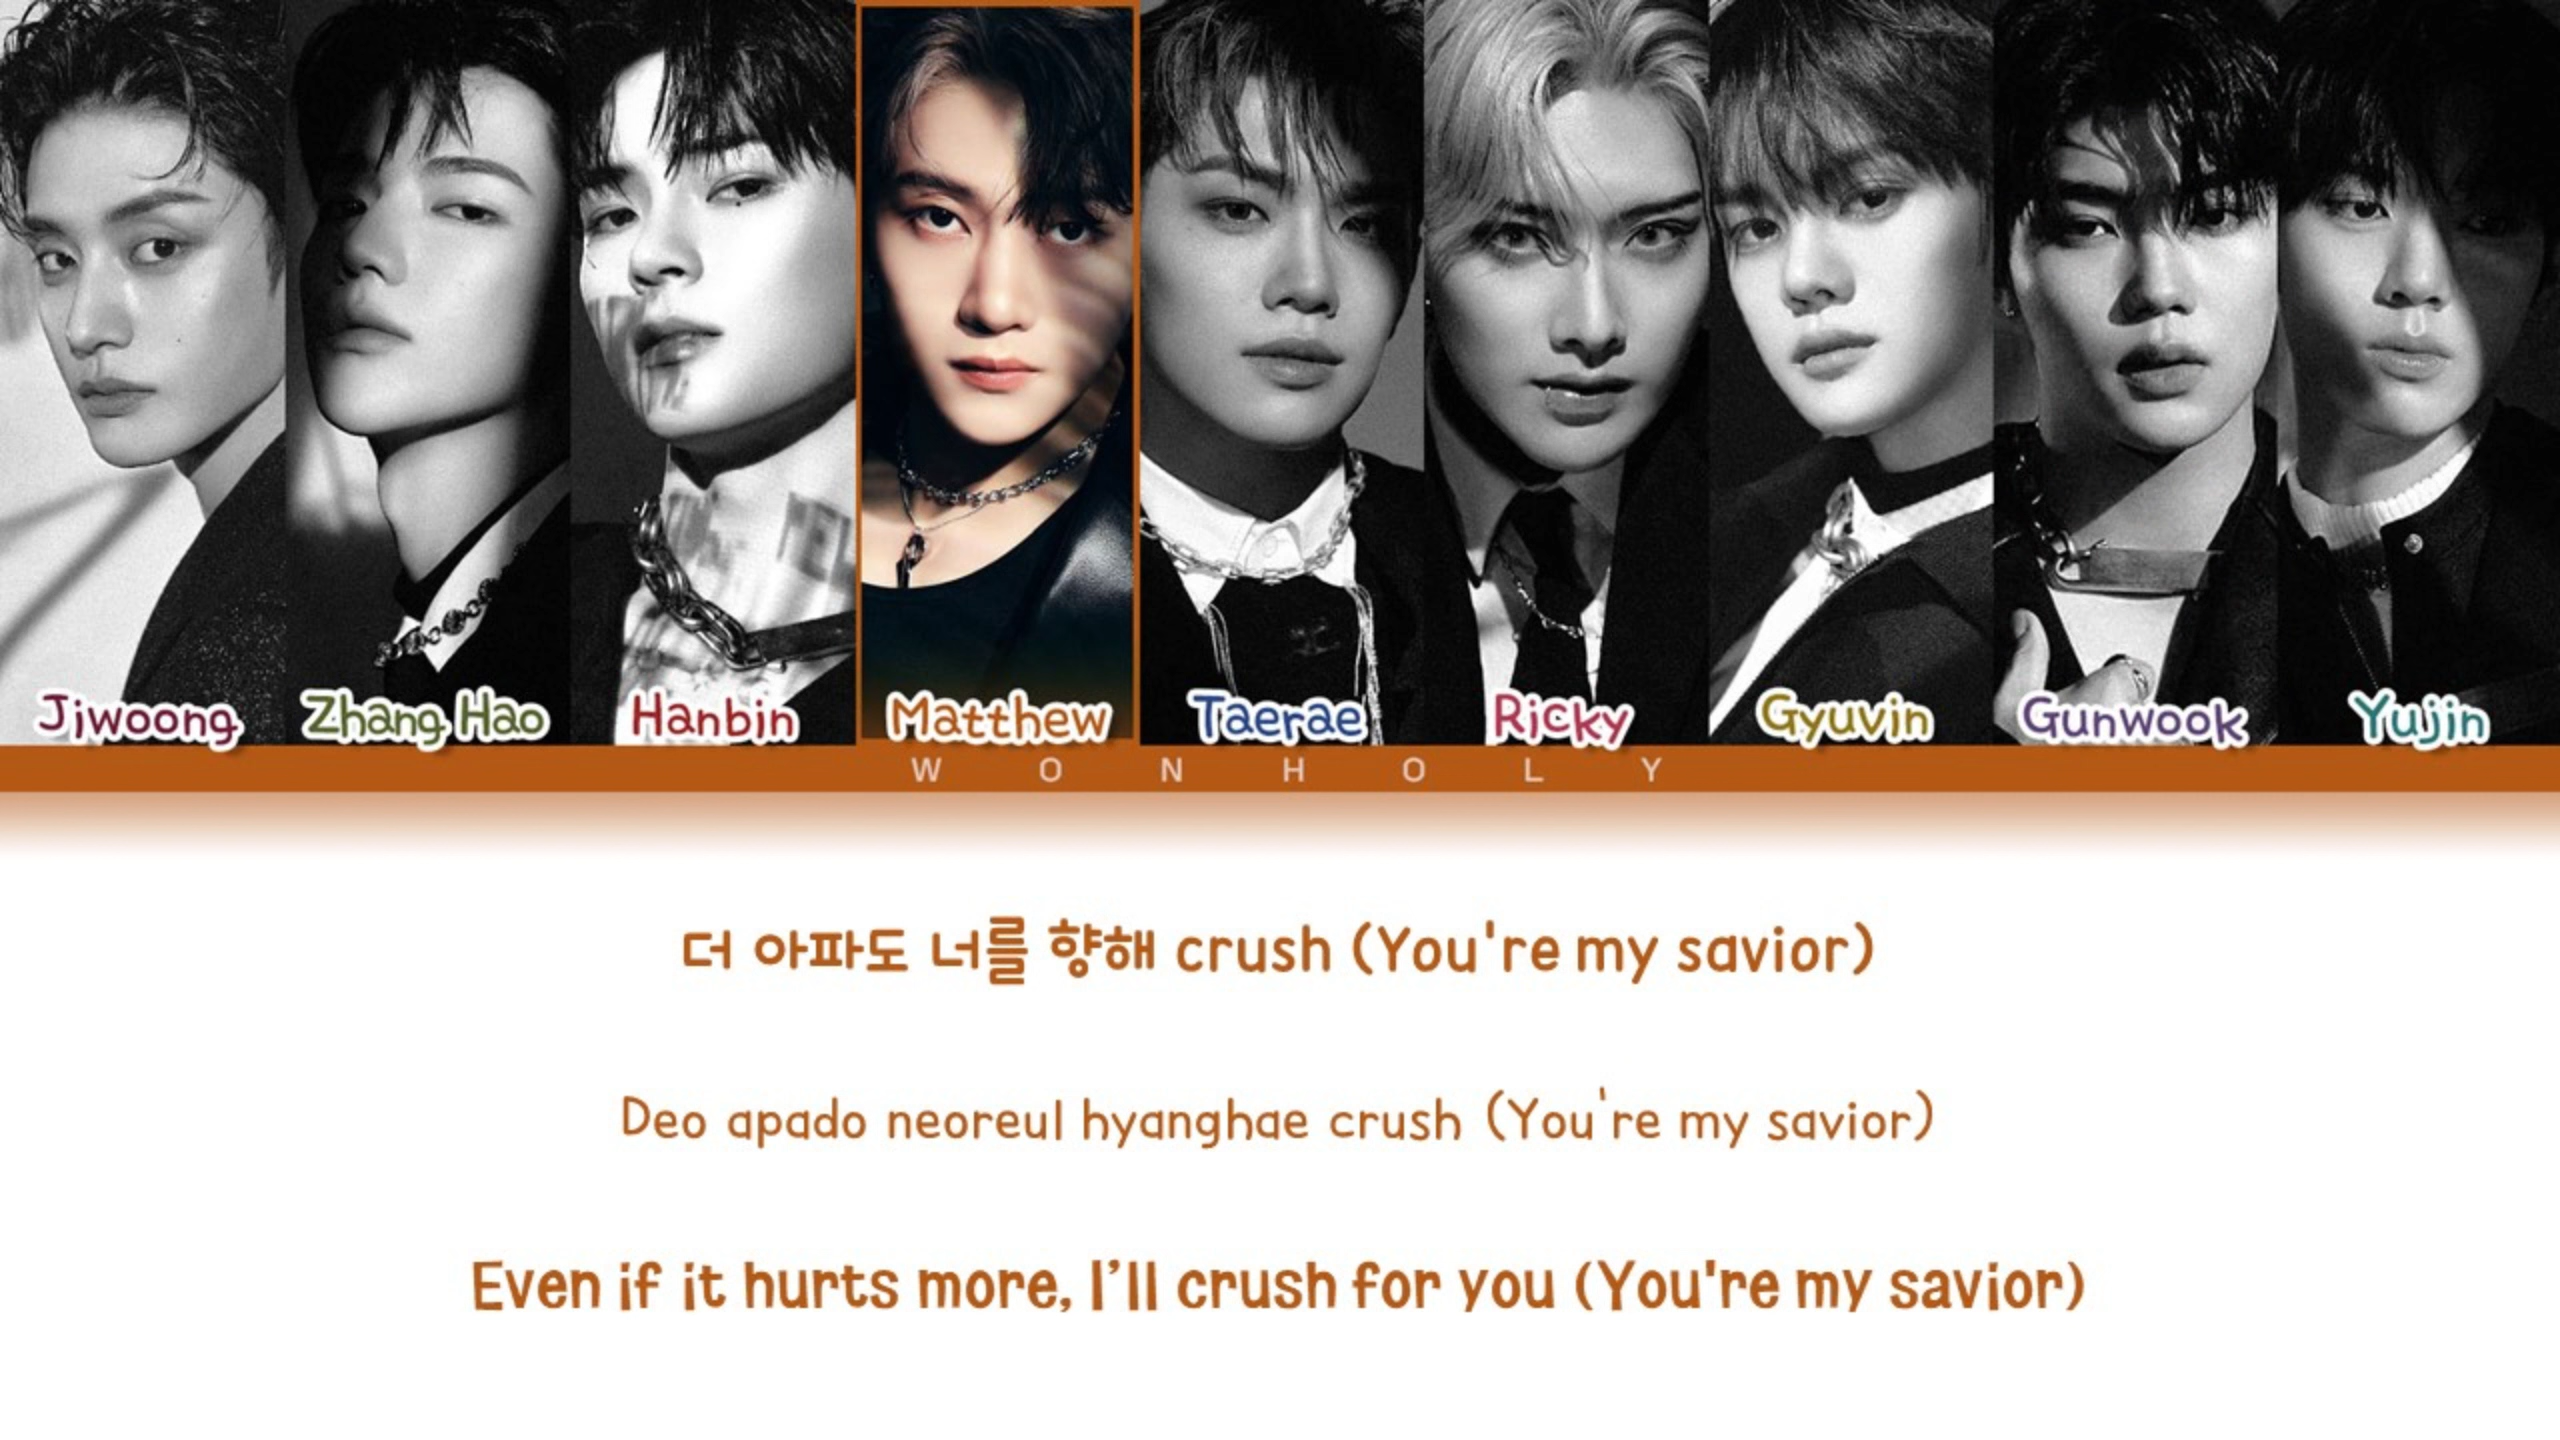 Jiwoong Zhang Hao Hanbin Matthew Taerae Ricky Gyuvin Gunwook Yujin
WONHOLY
더 아파도 너를 향해 crush (You're my savior)
Deo apado neoreul hyanghae crush (You're my savior)
Even if it hurts more, I’ll crush for you (You're my savior)